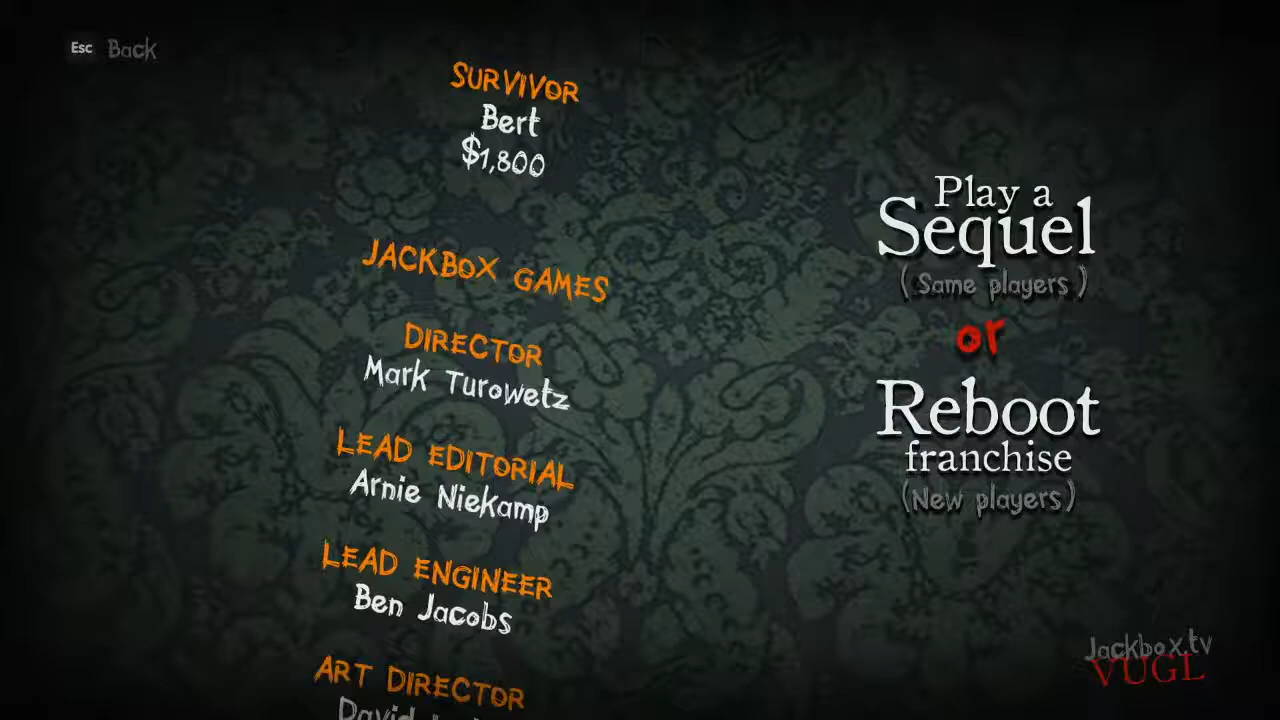 Esc Back
SURVIVOR
Bert
$1,800
JACKBOX GAMES
DIRECTOR
Mark Turowetz
LEAD EDITORIAL
Arnie Niekamp
LEAD ENGINEER
Ben Jacobs
ART DIRECTOR
David
Play a
Sequel
(Same players)
or
Reboot
franchise
(New players)
Jackbox.tv
VUGL